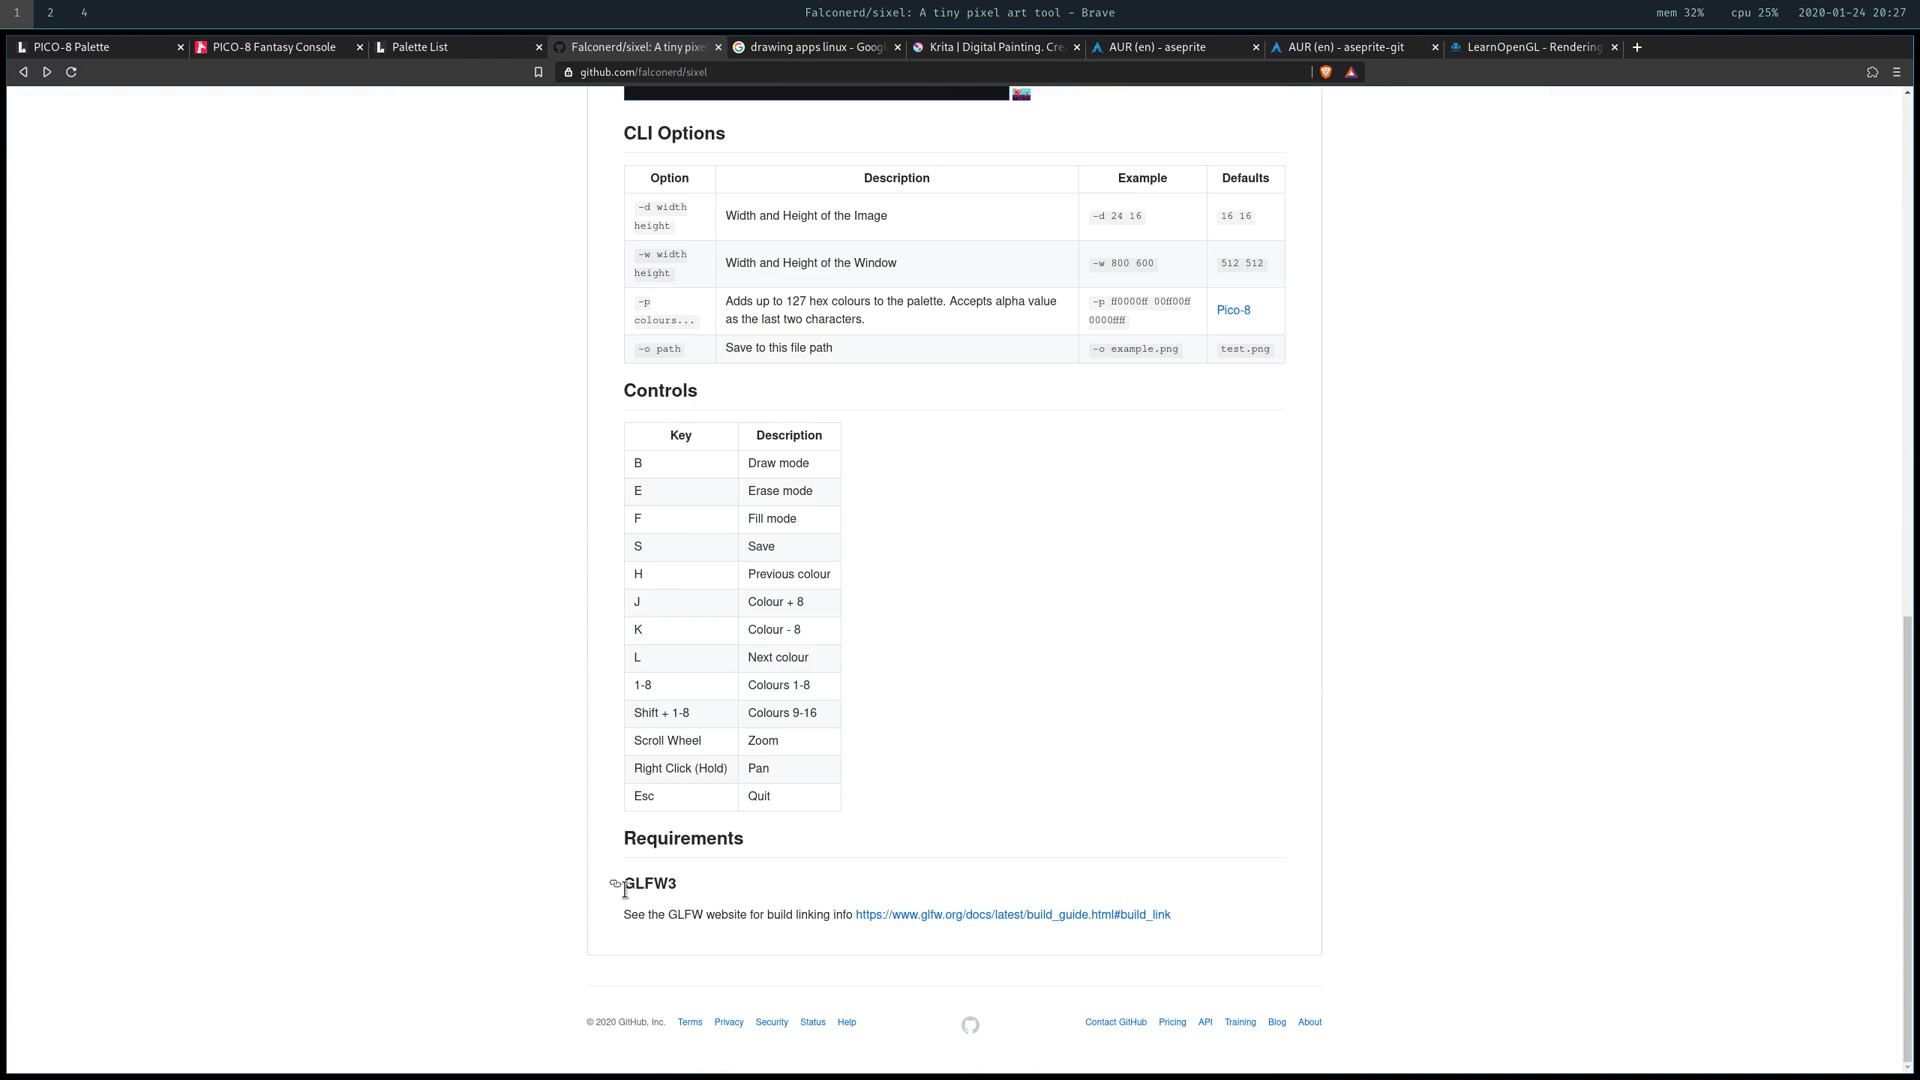 1 2 4 Falconerd/sixel: A tiny pixel art tool - Brave mem 32% cpu 25% 2020-01-24 20:27
PICO-8 Palette PICO-8 Fantasy Console Palette List Falconerd/sixel: A tiny pixe drawing apps linux - Googl Krita | Digital Painting. Cre AUR (en) - aseprite AUR (en) - aseprite-git LearnOpenGL - Rendering
github.com/falconerd/sixel
CLI Options
Option Description Example Defaults
-d width
height
Width and Height of the Image -d 24 16 16 16
-w width
height
Width and Height of the Window -w 800 600 512 512
-p
colours...
Adds up to 127 hex colours to the palette. Accepts alpha value
as the last two characters.
-p ff0000ff 00ff00ff
0000ffff
Pico-8
-o path Save to this file path -o example.png test.png
Controls
Key Description
B Draw mode
E Erase mode
F Fill mode
S Save
H Previous colour
J Colour + 8
K Colour - 8
L Next colour
1-8 Colours 1-8
Shift + 1-8 Colours 9-16
Scroll Wheel Zoom
Right Click (Hold) Pan
Esc Quit
Requirements
GLFW3
See the GLFW website for build linking info https://www.glfw.org/docs/latest/build_guide.html#build_link
© 2020 GitHub, Inc. Terms Privacy Security Status Help Contact GitHub Pricing API Training Blog About